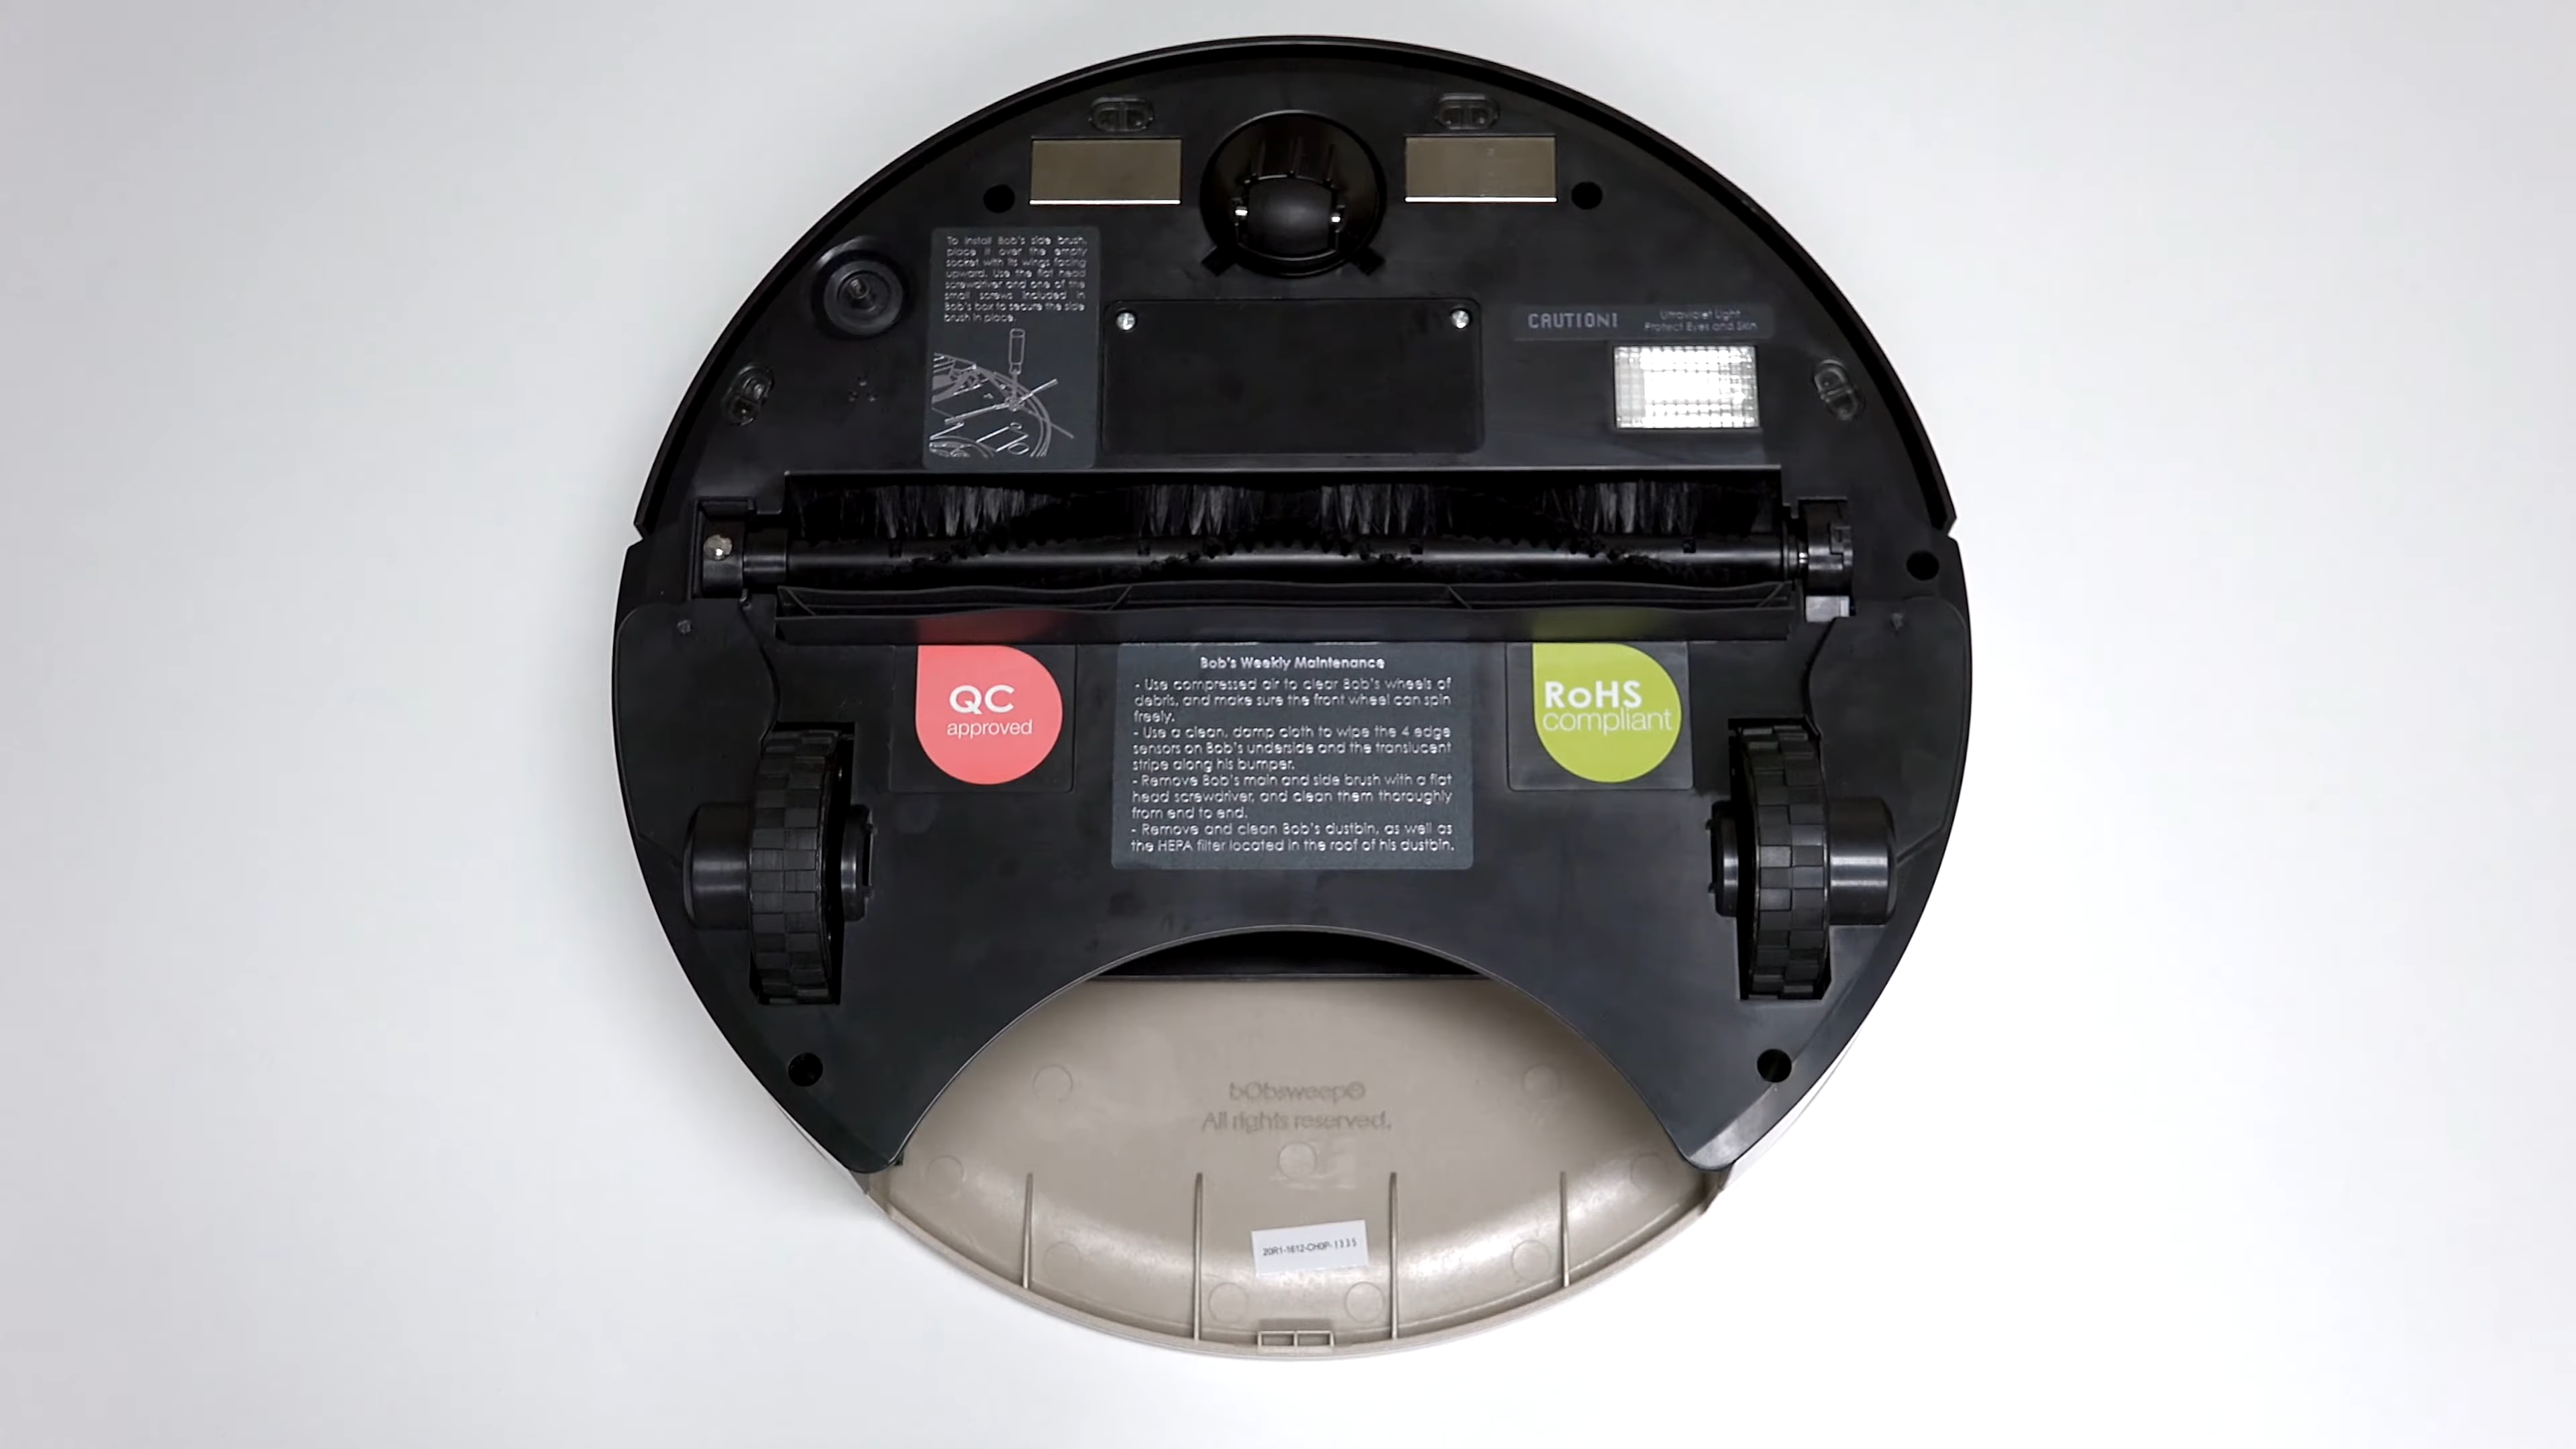 To install Bob's side brush,
place it over the empty
socket with its wings facing
upward. Use the flat head
screwdriver and one of the
small screws included in
Bob's box to secure the side
brush in place.
CAUTION!
Ultraviolet Light
Protect Eyes and Skin
QC
approved
Bob's Weekly Maintenance
- Use compressed air to clear Bob's wheels of
debris, and make sure the front wheel can spin
freely.
- Use a clean, damp cloth to wipe the 4 edge
sensors on Bob's underside and the translucent
stripe along his bumper.
- Remove Bob's main and side brush with a flat
head screwdriver, and clean them thoroughly
from end to end.
- Remove and clean Bob's dustbin, as well as
the HEPA filter located in the roof of his dustbin.
RoHS
compliant
bObsweep®
All rights reserved.
20R1-1612-CH0P-1335